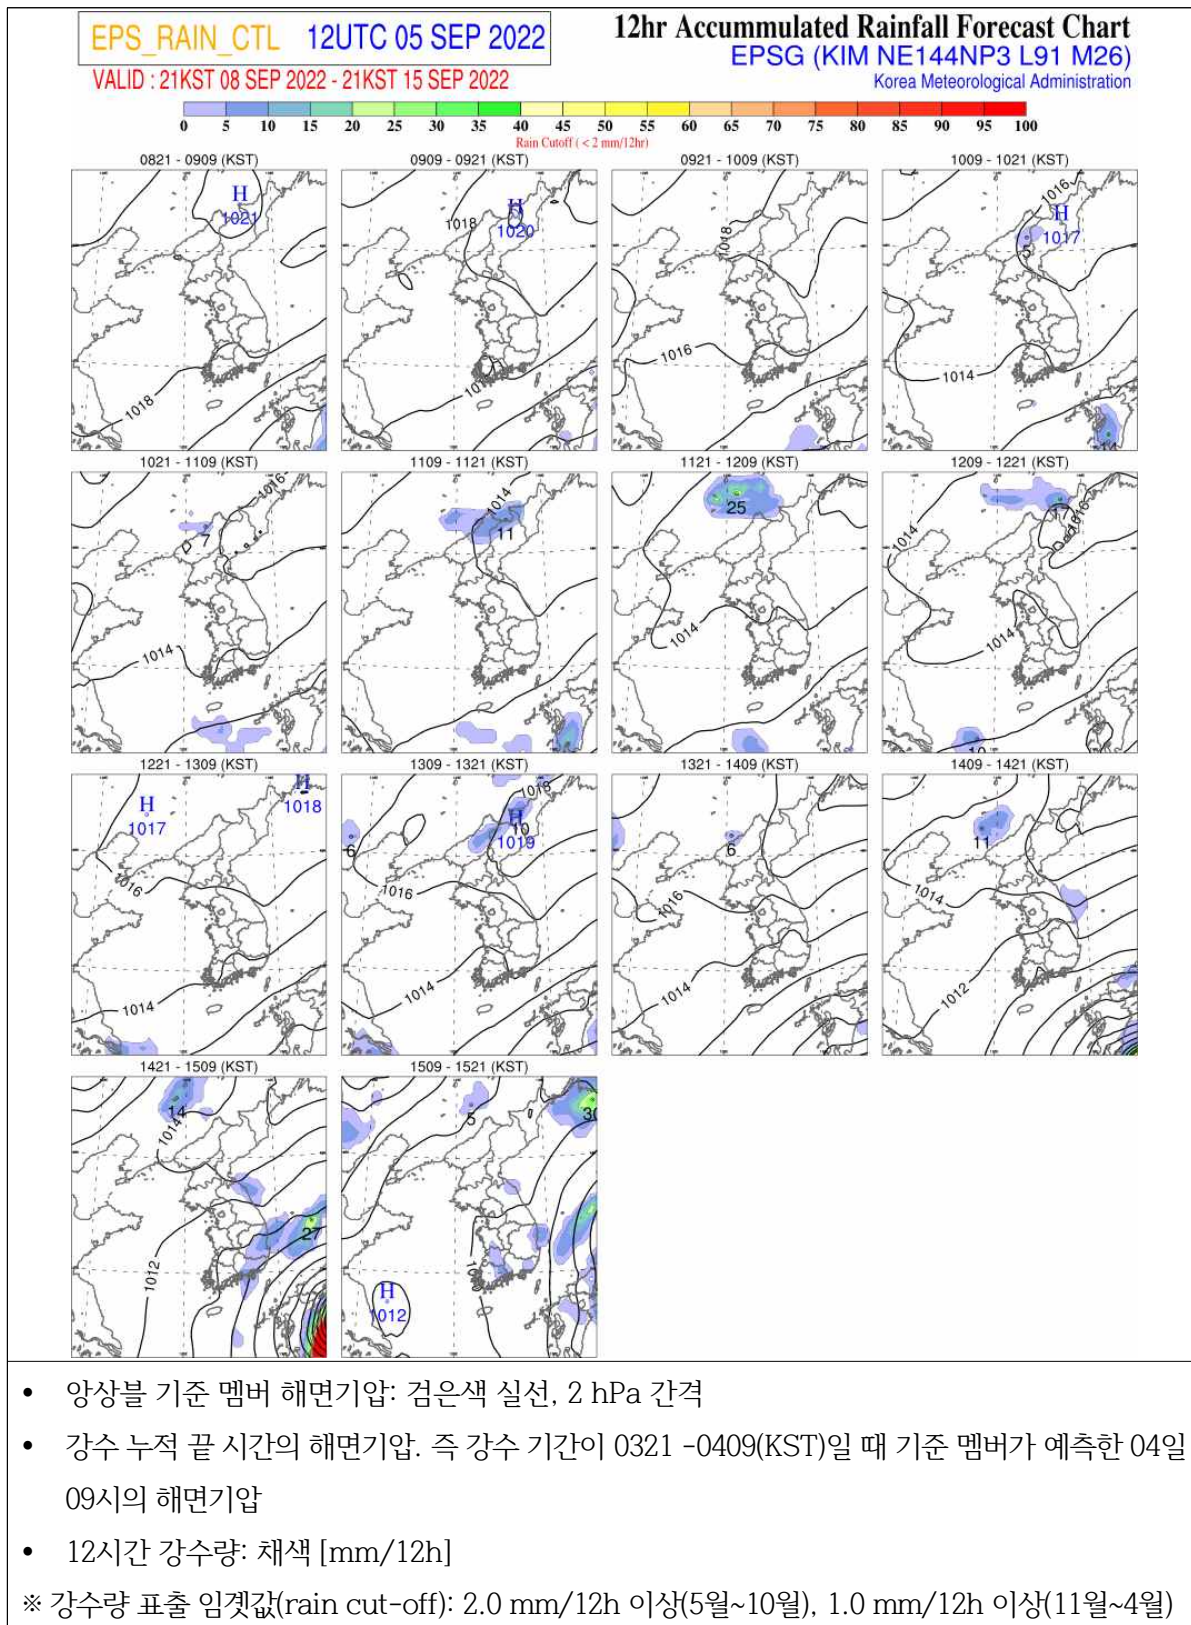 EPS_RAIN_CTL 12UTC 05 SEP 2022
12hr Accummulated Rainfall Forecast Chart
EPSG (KIM NE144NP3 L91 M26)
VALID : 21KST 08 SEP 2022 - 21KST 15 SEP 2022
Korea Meteorological Administration
0 5 10 15 20 25 30 35 40 45 50 55 60 65 70 75 80 85 90 95 100
Rain Cutoff ( < 2 mm/12hr)
0821 - 0909 (KST) 0909 - 0921 (KST) 0921 - 1009 (KST) 1009 - 1021 (KST)
H 1021 1018
1018 H 1020
1018 1016
1016 H 1017 5 1014
1021 - 1109 (KST) 1109 - 1121 (KST) 1121 - 1209 (KST) 1209 - 1221 (KST)
1016 7 1014
1014 11
25 1014
1014 7 1016 1014
1221 - 1309 (KST) 1309 - 1321 (KST) 1321 - 1409 (KST) 1409 - 1421 (KST)
H 1017 H 1018 1016 1014
6 H 10 1019 1016 1014
6 1016 1014
11 1014 1012
1421 - 1509 (KST) 1509 - 1521 (KST)
14 1014 27 1012
5 30 H 1012
• 앙상블 기준 멤버 해면기압: 검은색 실선, 2 hPa 간격
• 강수 누적 끝 시간의 해면기압. 즉 강수 기간이 0321 -0409(KST)일 때 기준 멤버가 예측한 04일
09시의 해면기압
• 12시간 강수량: 채색 [mm/12h]
※ 강수량 표출 임곗값(rain cut-off): 2.0 mm/12h 이상(5월~10월), 1.0 mm/12h 이상(11월~4월)